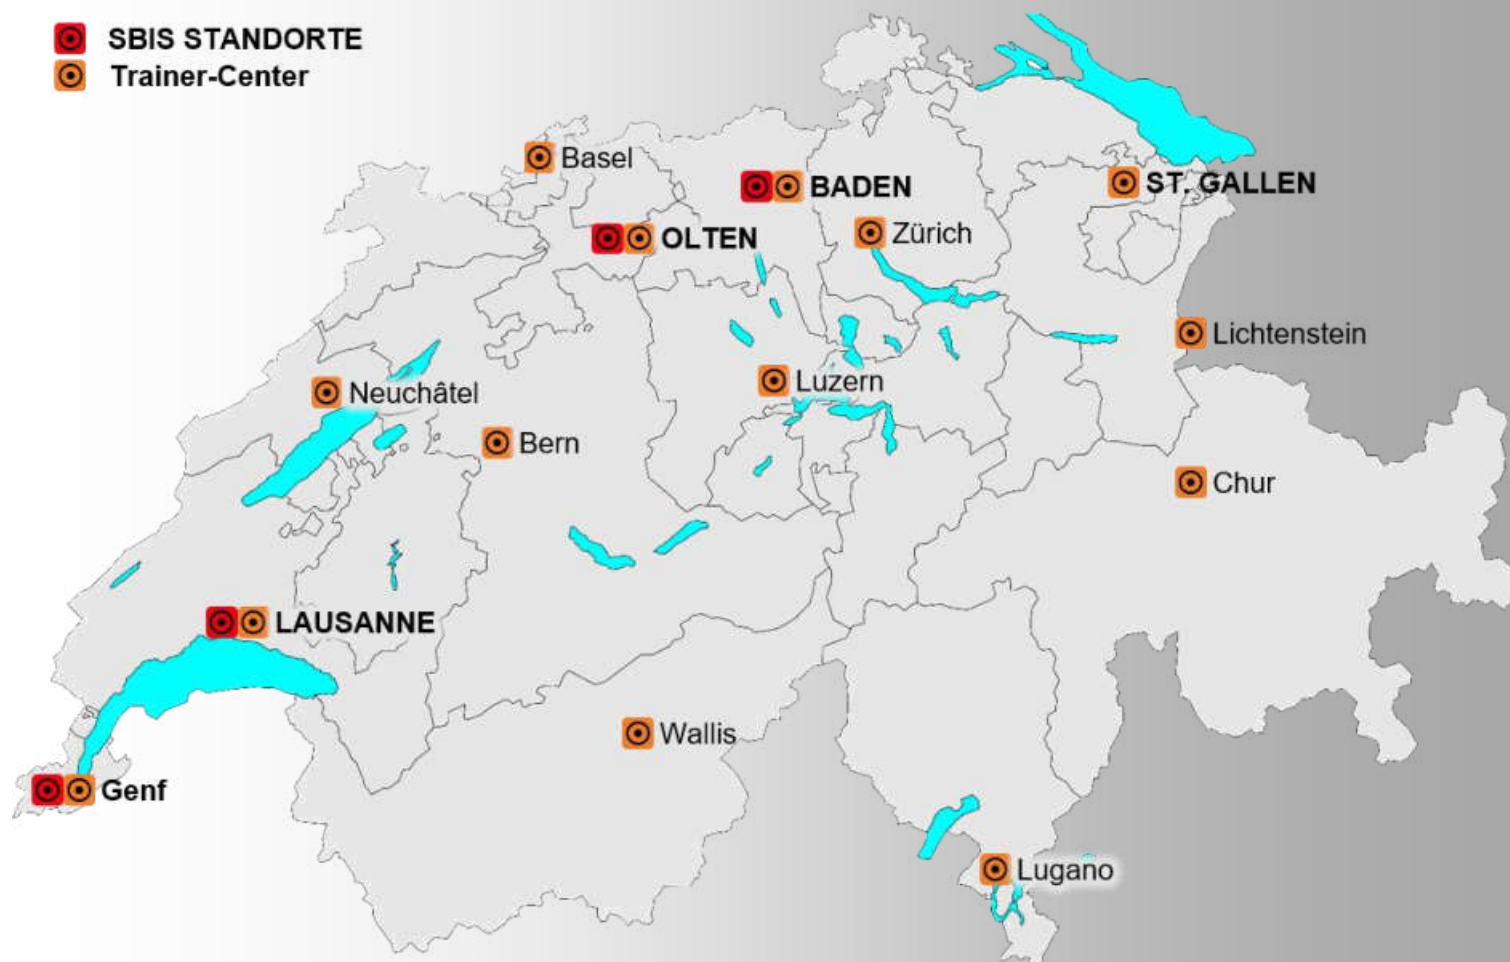 SBIS STANDORTE
Trainer-Center
Basel
BADEN
ST. GALLEN
OLTEN
Zürich
Lichtenstein
Luzern
Neuchâtel
Bern
Chur
LAUSANNE
Wallis
Genf
Lugano